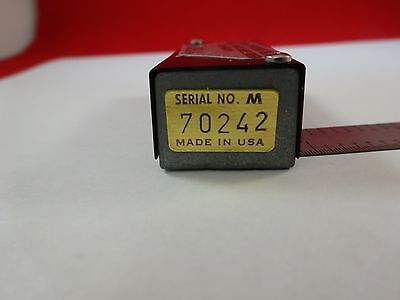 SERIAL NO. M
70242
MADE IN USA